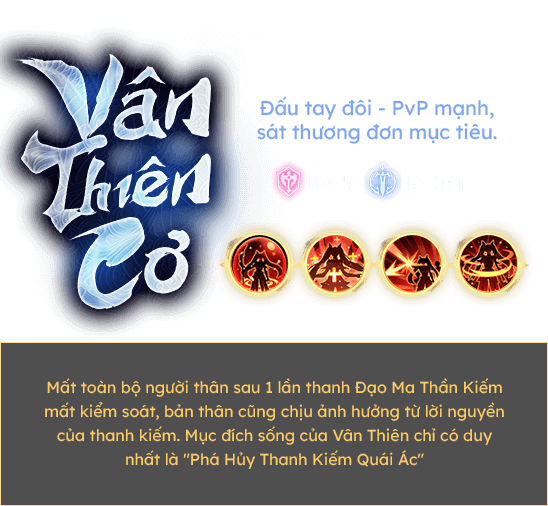 Vân
Thiên
Cơ
Đấu tay đôi - PvP mạnh,
sát thương đơn mục tiêu.
Mất toàn bộ người thân sau 1 lần thanh Đạo Ma Thần Kiếm
mất kiểm soát, bản thân cũng chịu ảnh hưởng từ lời nguyền
của thanh kiếm. Mục đích sống của Vân Thiên chỉ có duy
nhất là "Phá Hủy Thanh Kiếm Quái Ác"